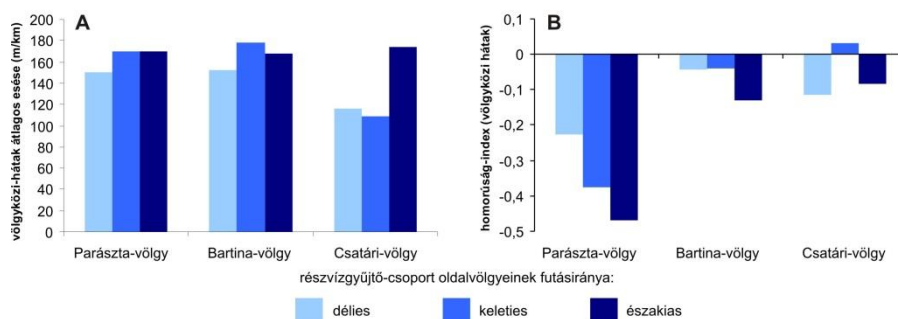 A
völgyközi-hátak átlagos esése (m/km)
200
180
160
140
120
100
80
60
40
20
0
Parászta-völgy Bartina-völgy Csatári-völgy
B
homorúság-index (völgyközi hátak)
0,1
0
-0,1
-0,2
-0,3
-0,4
-0,5
Parászta-völgy Bartina-völgy Csatári-völgy
részvízgyűjtő-csoport oldalvölgyeinek futásiránya:
délies keleties északias